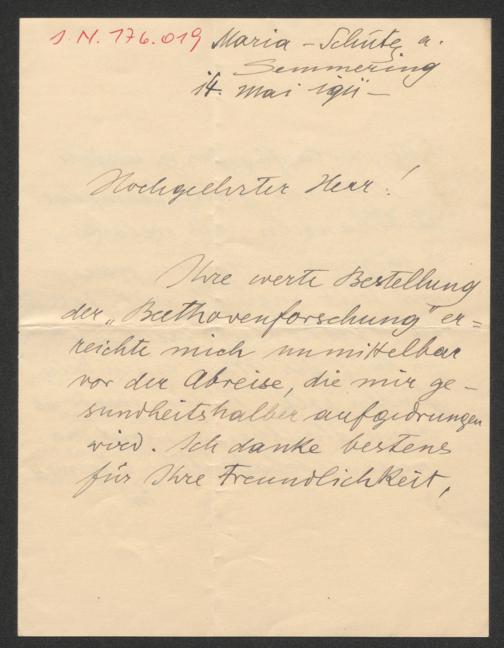 J. N. 176.019 Maria-Schutz a.
Semmering
14. Mai 1911 –
Hochgeehrter Herr!
Ihre werte Bestellung
der „Beethovenforschung" er=
reichte mich unmittelbar
vor der Abreise, die mir ge-
sundheitshalber aufgedrungen
wird. Ich danke bestens
für Ihre Freundlichkeit,